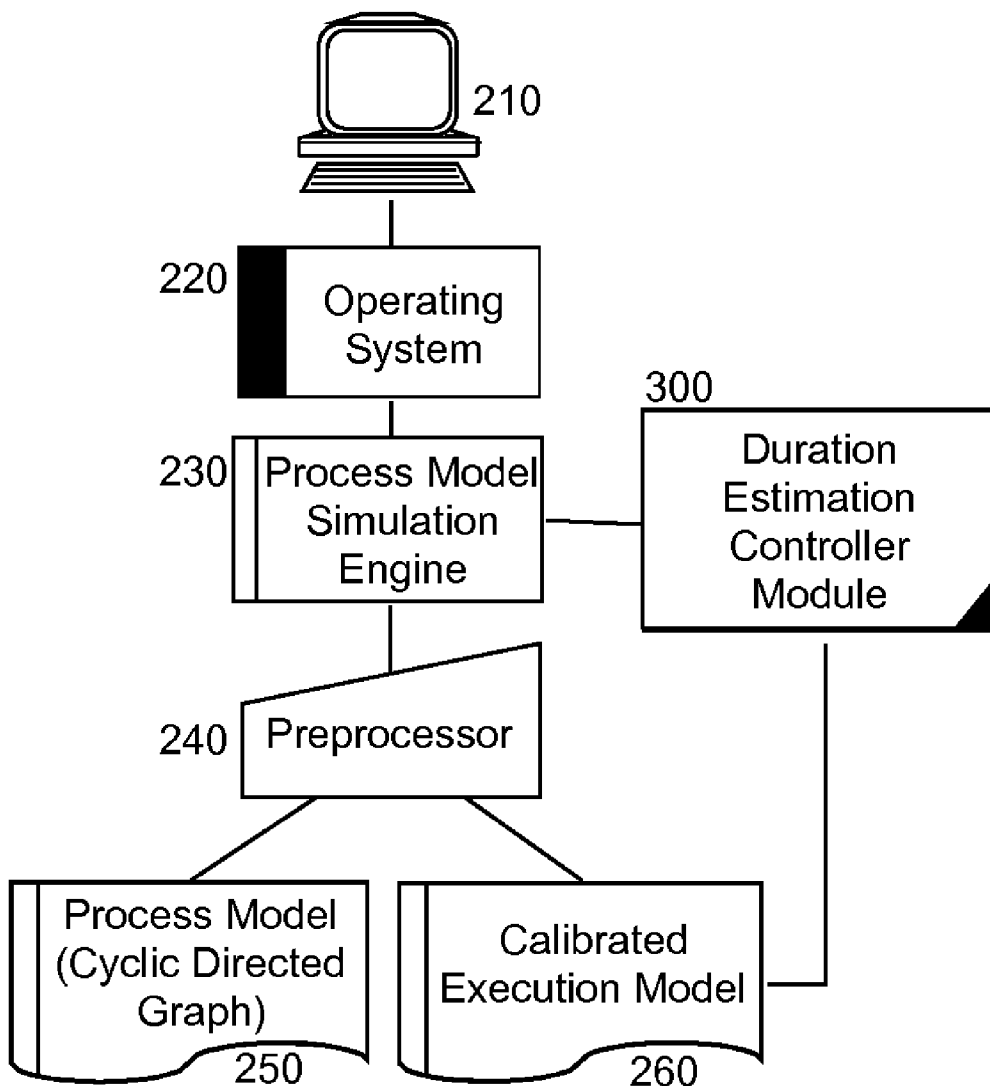 210
220
Operating
System
300
230
Process Model
Simulation
Engine
Duration
Estimation
Controller
Module
240
Preprocessor
Process Model
(Cyclic Directed
Graph)
250
Calibrated
Execution Model
260